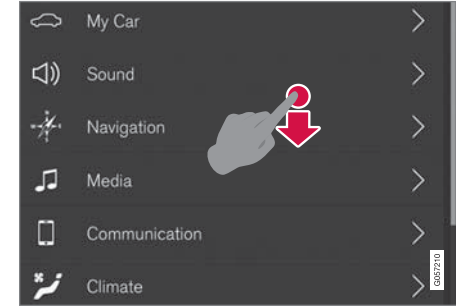 My Car
Sound
Navigation
Media
Communication
Climate
G057210